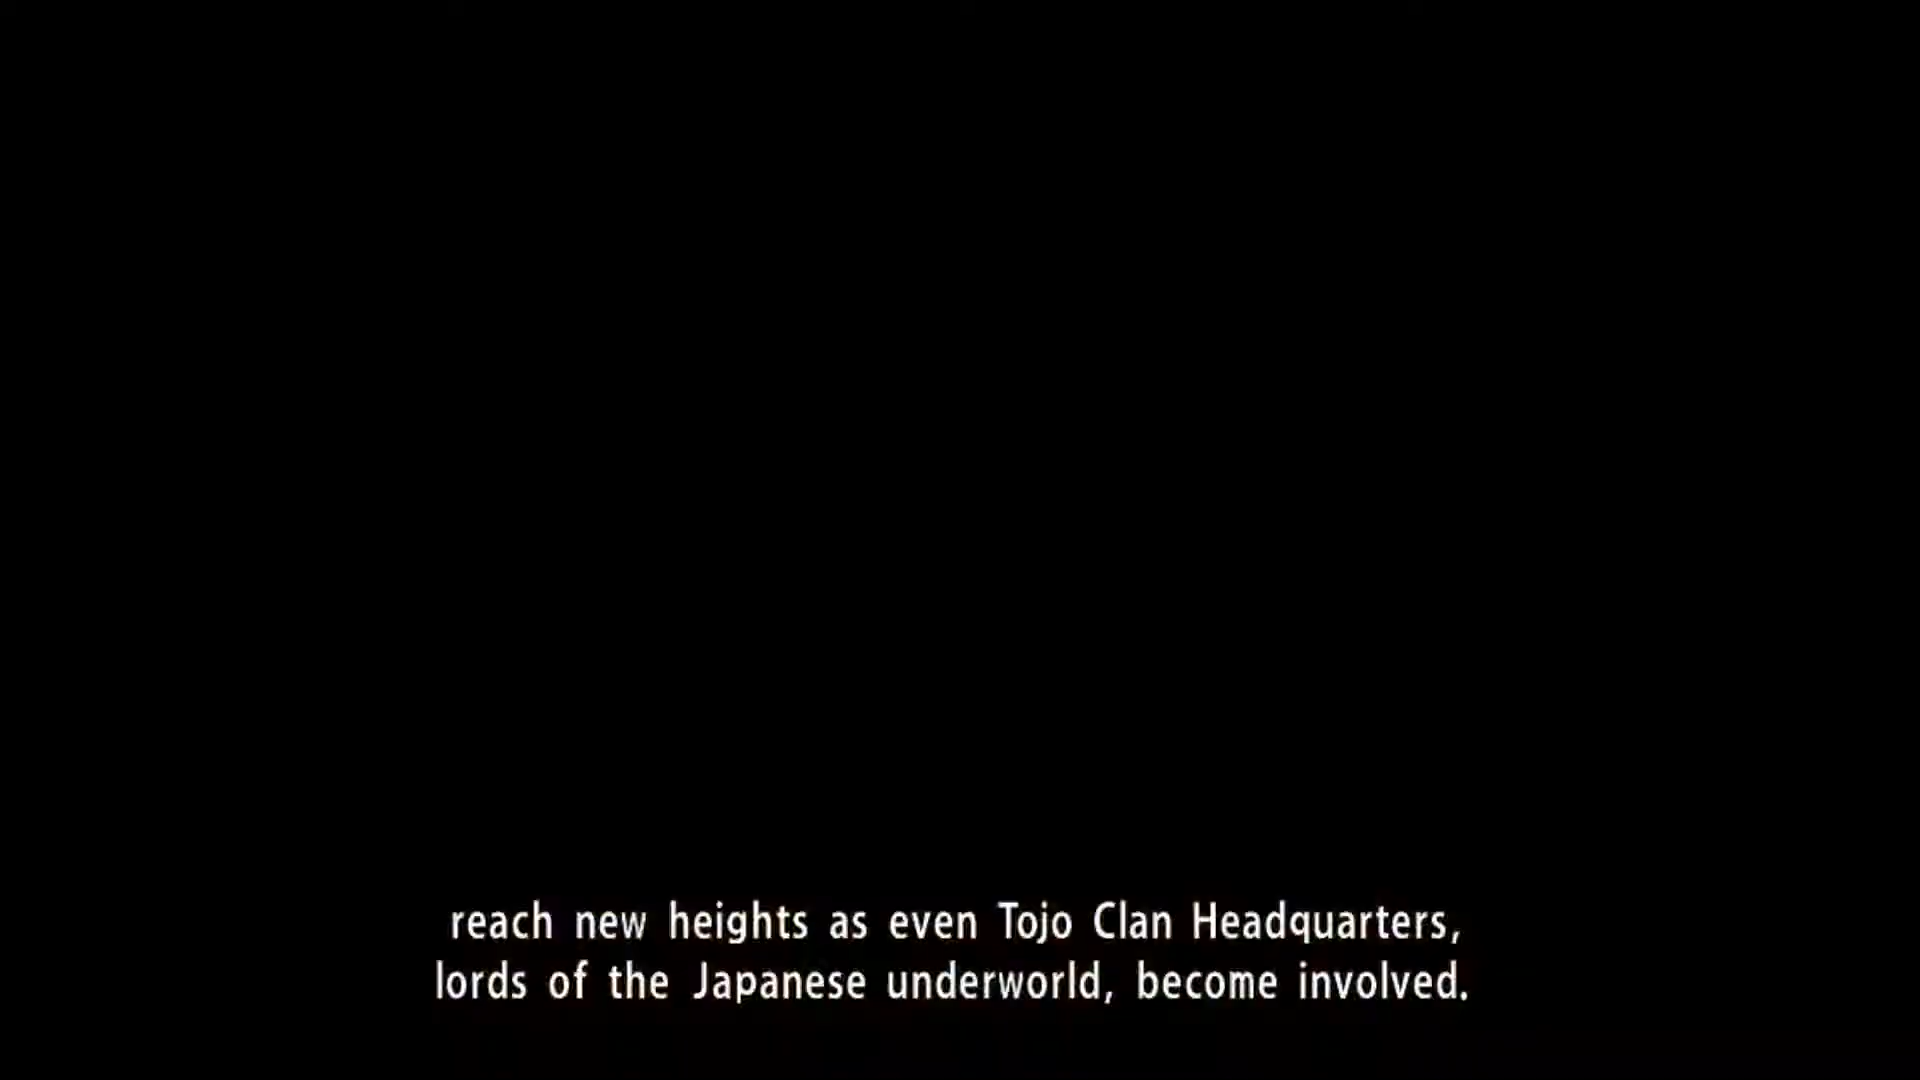 reach new heights as even Tojo Clan Headquarters,
lords of the Japanese underworld, become involved.